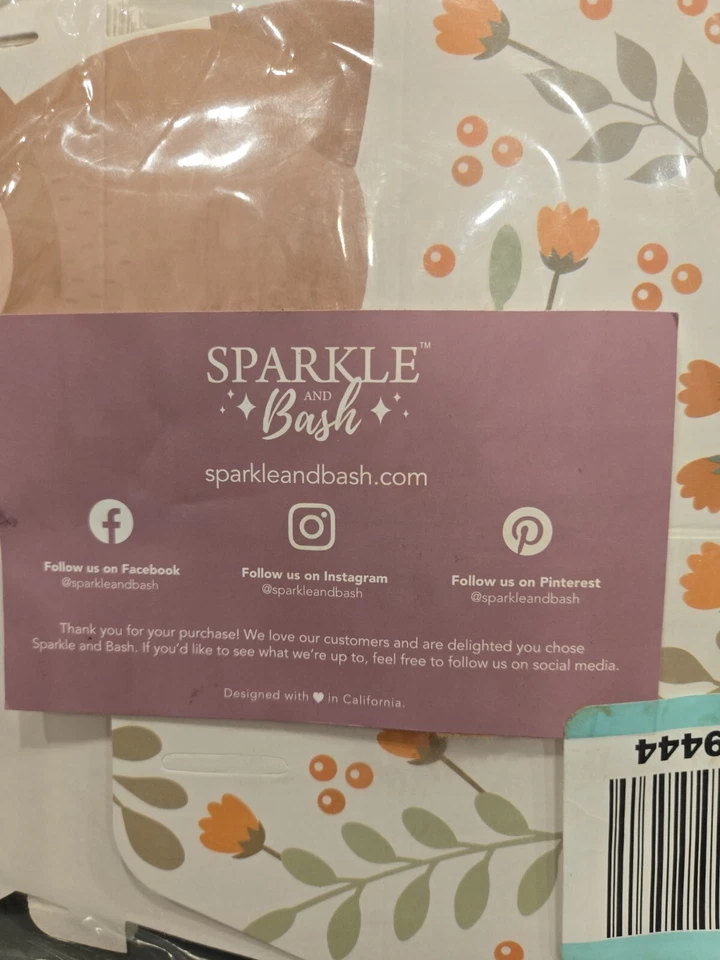 SPARKLE™
AND
Bash
sparkleandbash.com
Follow us on Facebook
@sparkleandbash
Follow us on Instagram
@sparkleandbash
Follow us on Pinterest
@sparkleandbash
Thank you for your purchase! We love our customers and are delighted you chose
Sparkle and Bash. If you'd like to see what we're up to, feel free to follow us on social media.
Designed with ♥ in California.
9444